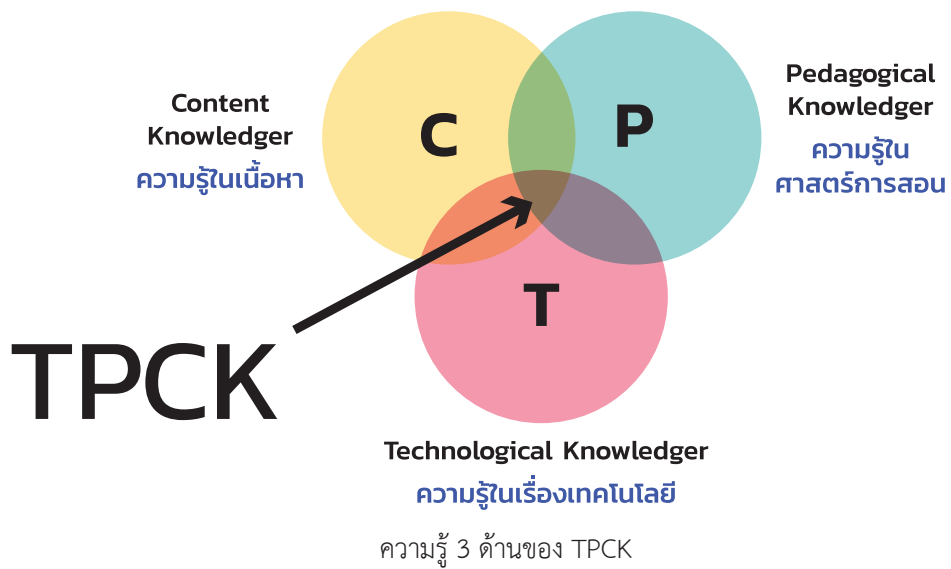 Content
Knowledger
ความรู้ในเนื้อหา
C
P
Pedagogical
Knowledger
ความรู้ใน
ศาสตร์การสอน
T
TPCK
Technological Knowledger
ความรู้ในเรื่องเทคโนโลยี
ความรู้ 3 ด้านของ TPCK